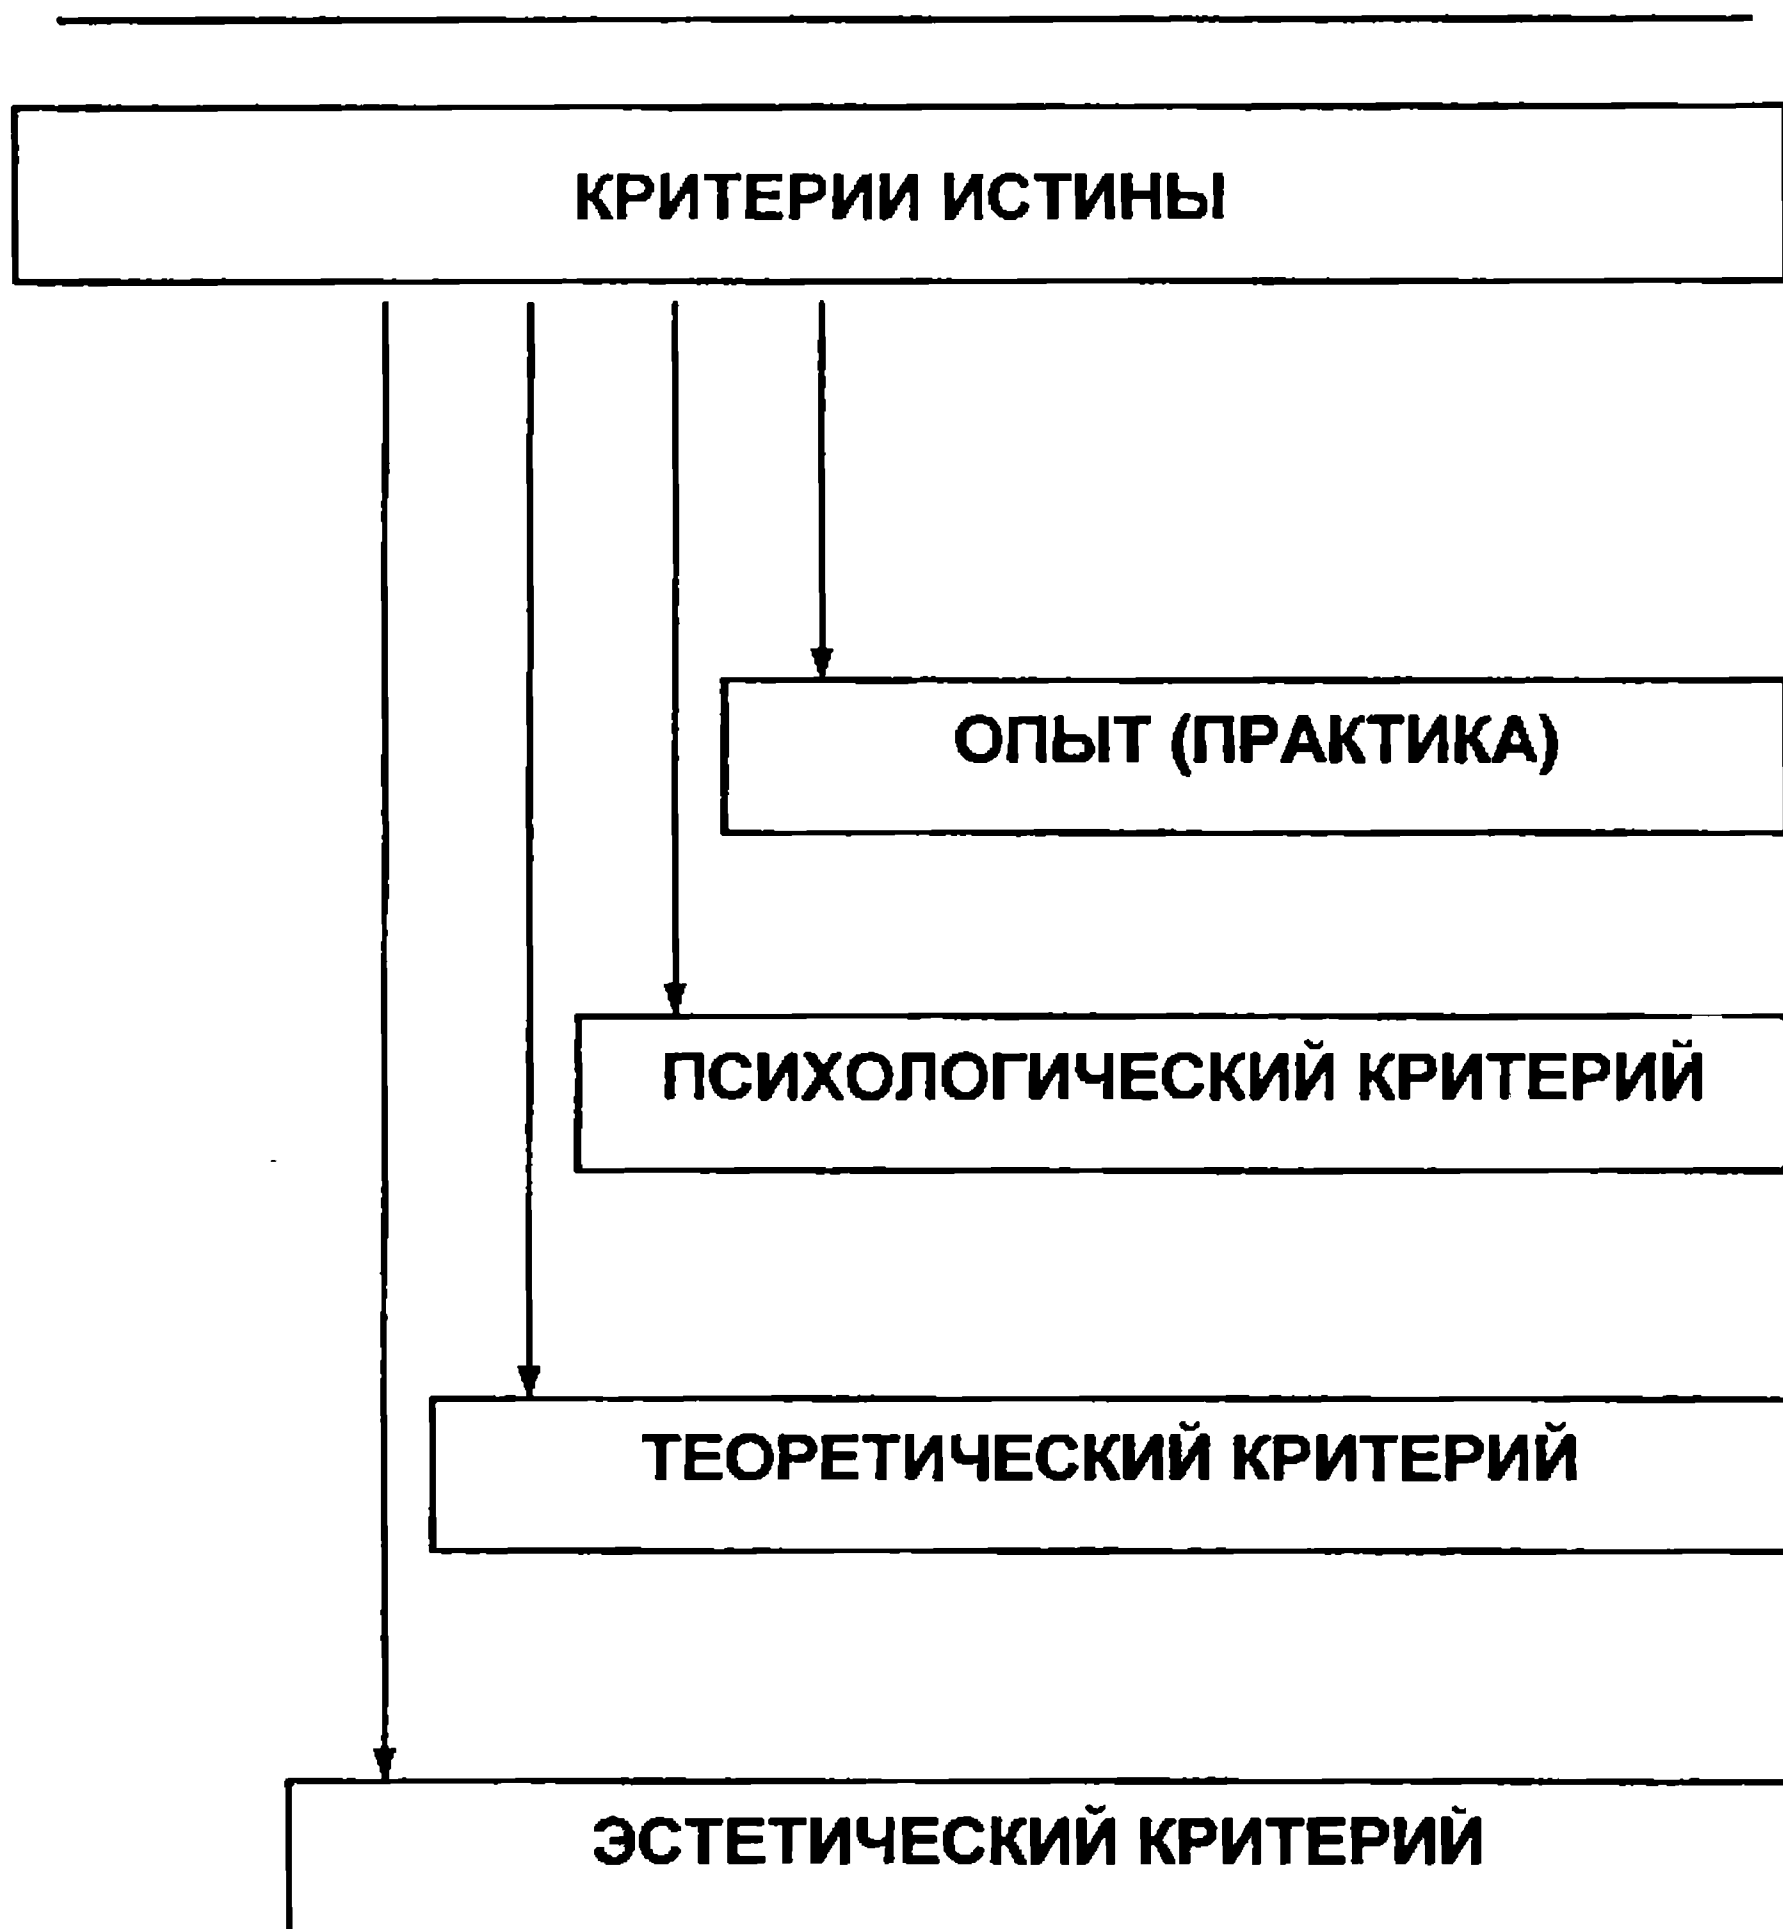 КРИТЕРИИ ИСТИНЫ
ОПЫТ (ПРАКТИКА)
ПСИХОЛОГИЧЕСКИЙ КРИТЕРИЙ
ТЕОРЕТИЧЕСКИЙ КРИТЕРИЙ
ЭСТЕТИЧЕСКИЙ КРИТЕРИЙ